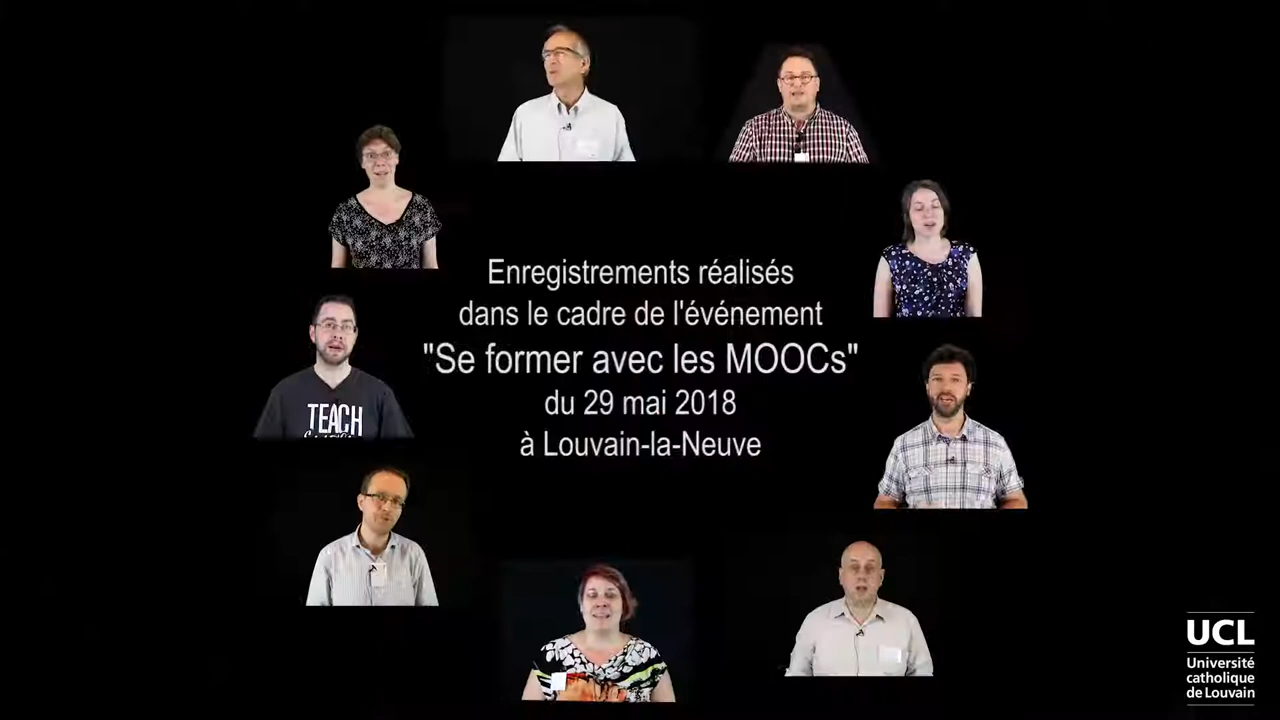 Enregistrements réalisés
dans le cadre de l'événement
"Se former avec les MOOCs"
du 29 mai 2018
à Louvain-la-Neuve
TEACH
UCL
Université
catholique
de Louvain